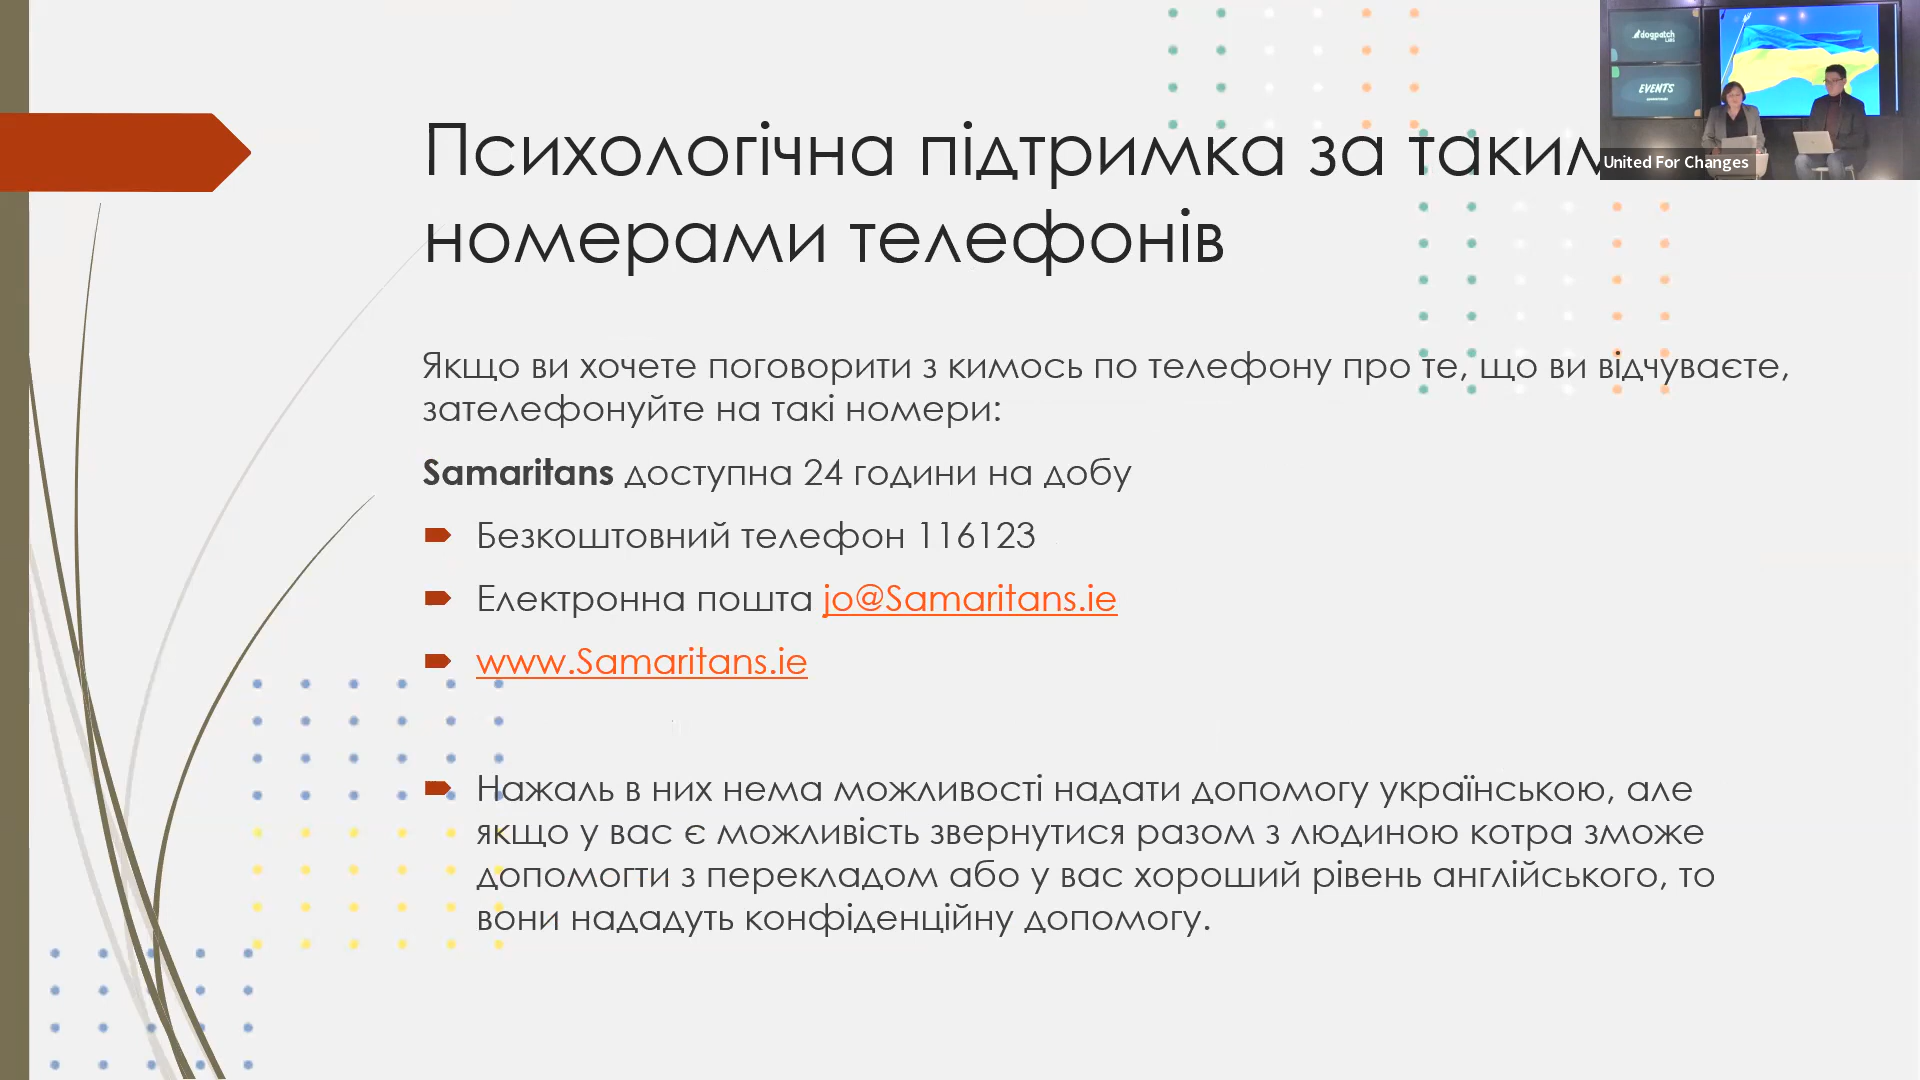 Психологічна підтримка за таким
номерами телефонів
Якщо ви хочете поговорити з кимось по телефону про те, що ви відчуваєте,
зателефонуйте на такі номери:
Samaritans доступна 24 години на добу
Безкоштовний телефон 116123
Електронна пошта jo@Samaritans.ie
www.Samaritans.ie
Нажаль в них нема можливості надати допомогу українською, але
якщо у вас є можливість звернутися разом з людиною котра зможе
допомогти з перекладом або у вас хороший рівень англійського, то
вони нададуть конфіденційну допомогу.
dogpatch
LABS
EVENTS
United For Changes